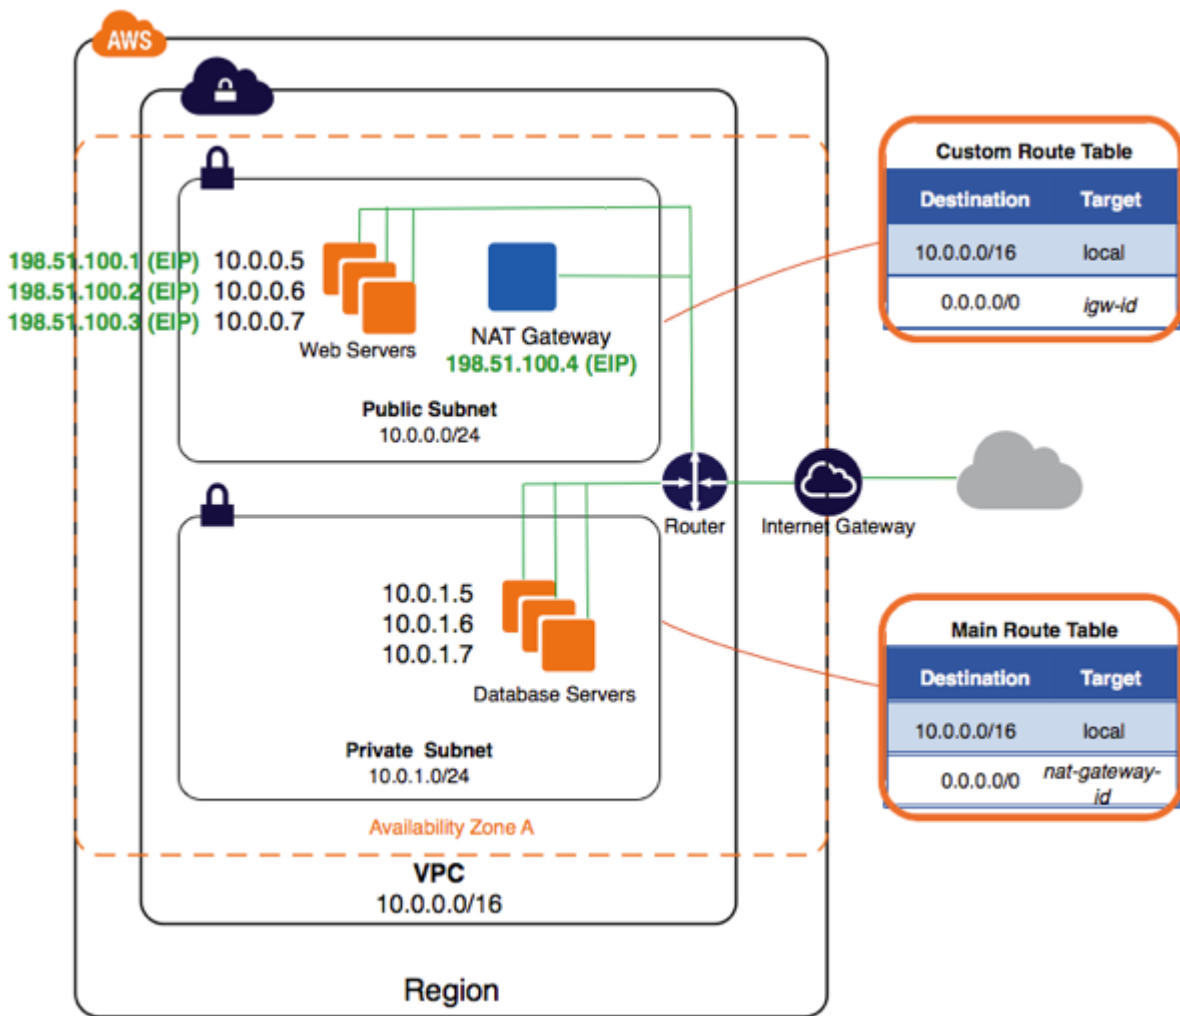 AWS
Custom Route Table
Destination Target
10.0.0.0/16 local
0.0.0.0/0 igw-id
198.51.100.1 (EIP) 10.0.0.5
198.51.100.2 (EIP) 10.0.0.6
198.51.100.3 (EIP) 10.0.0.7
Web Servers
NAT Gateway
198.51.100.4 (EIP)
Public Subnet
10.0.0.0/24
Router
Internet Gateway
10.0.1.5
10.0.1.6
10.0.1.7
Database Servers
Private Subnet
10.0.1.0/24
Main Route Table
Destination Target
10.0.0.0/16 local
0.0.0.0/0 nat-gateway-
id
Availability Zone A
VPC
10.0.0.0/16
Region